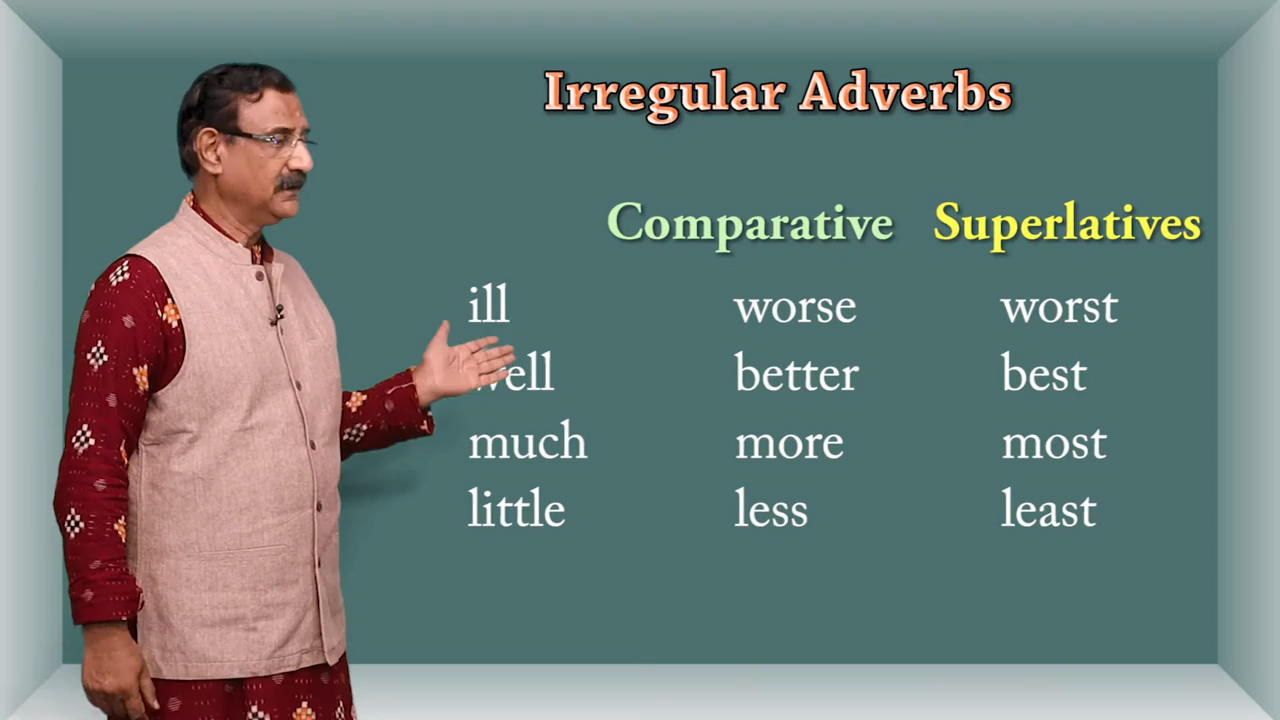 Irregular Adverbs
Comparative Superlatives
ill worse worst
well better best
much more most
little less least